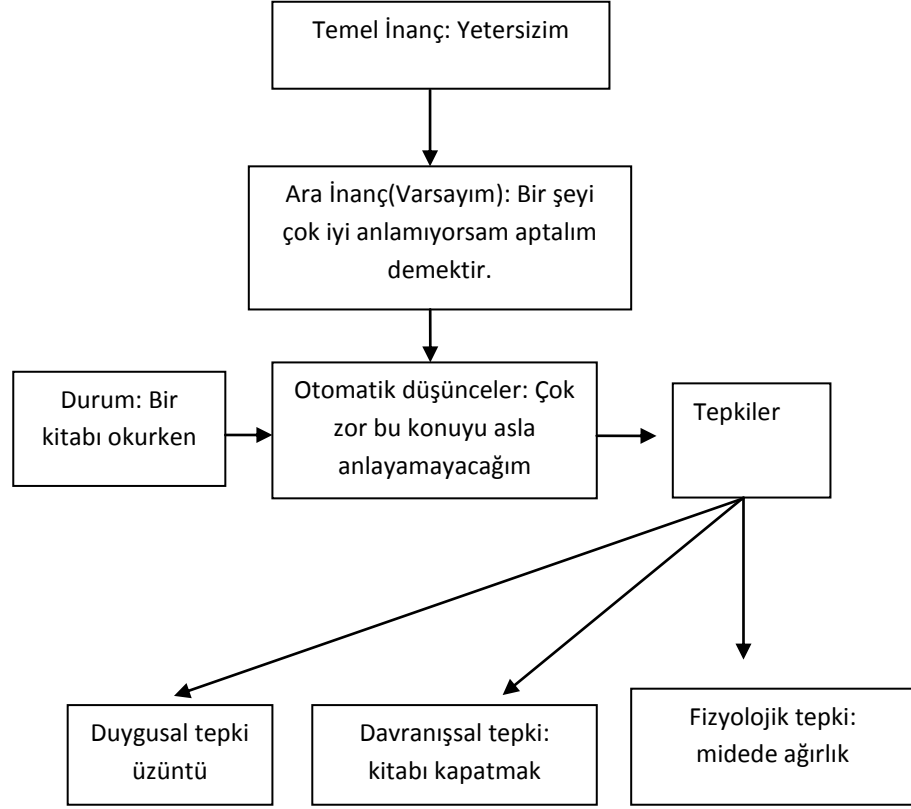 Temel İnanç: Yetersizim
Ara İnanç(Varsayım): Bir şeyi
çok iyi anlamıyorsam aptalım
demektir.
Durum: Bir
kitabı okurken
Otomatik düşünceler: Çok
zor bu konuyu asla
anlayamayacağım
Tepkiler
Duygusal tepki
üzüntü
Davranışsal tepki:
kitabı kapatmak
Fizyolojik tepki:
midede ağırlık